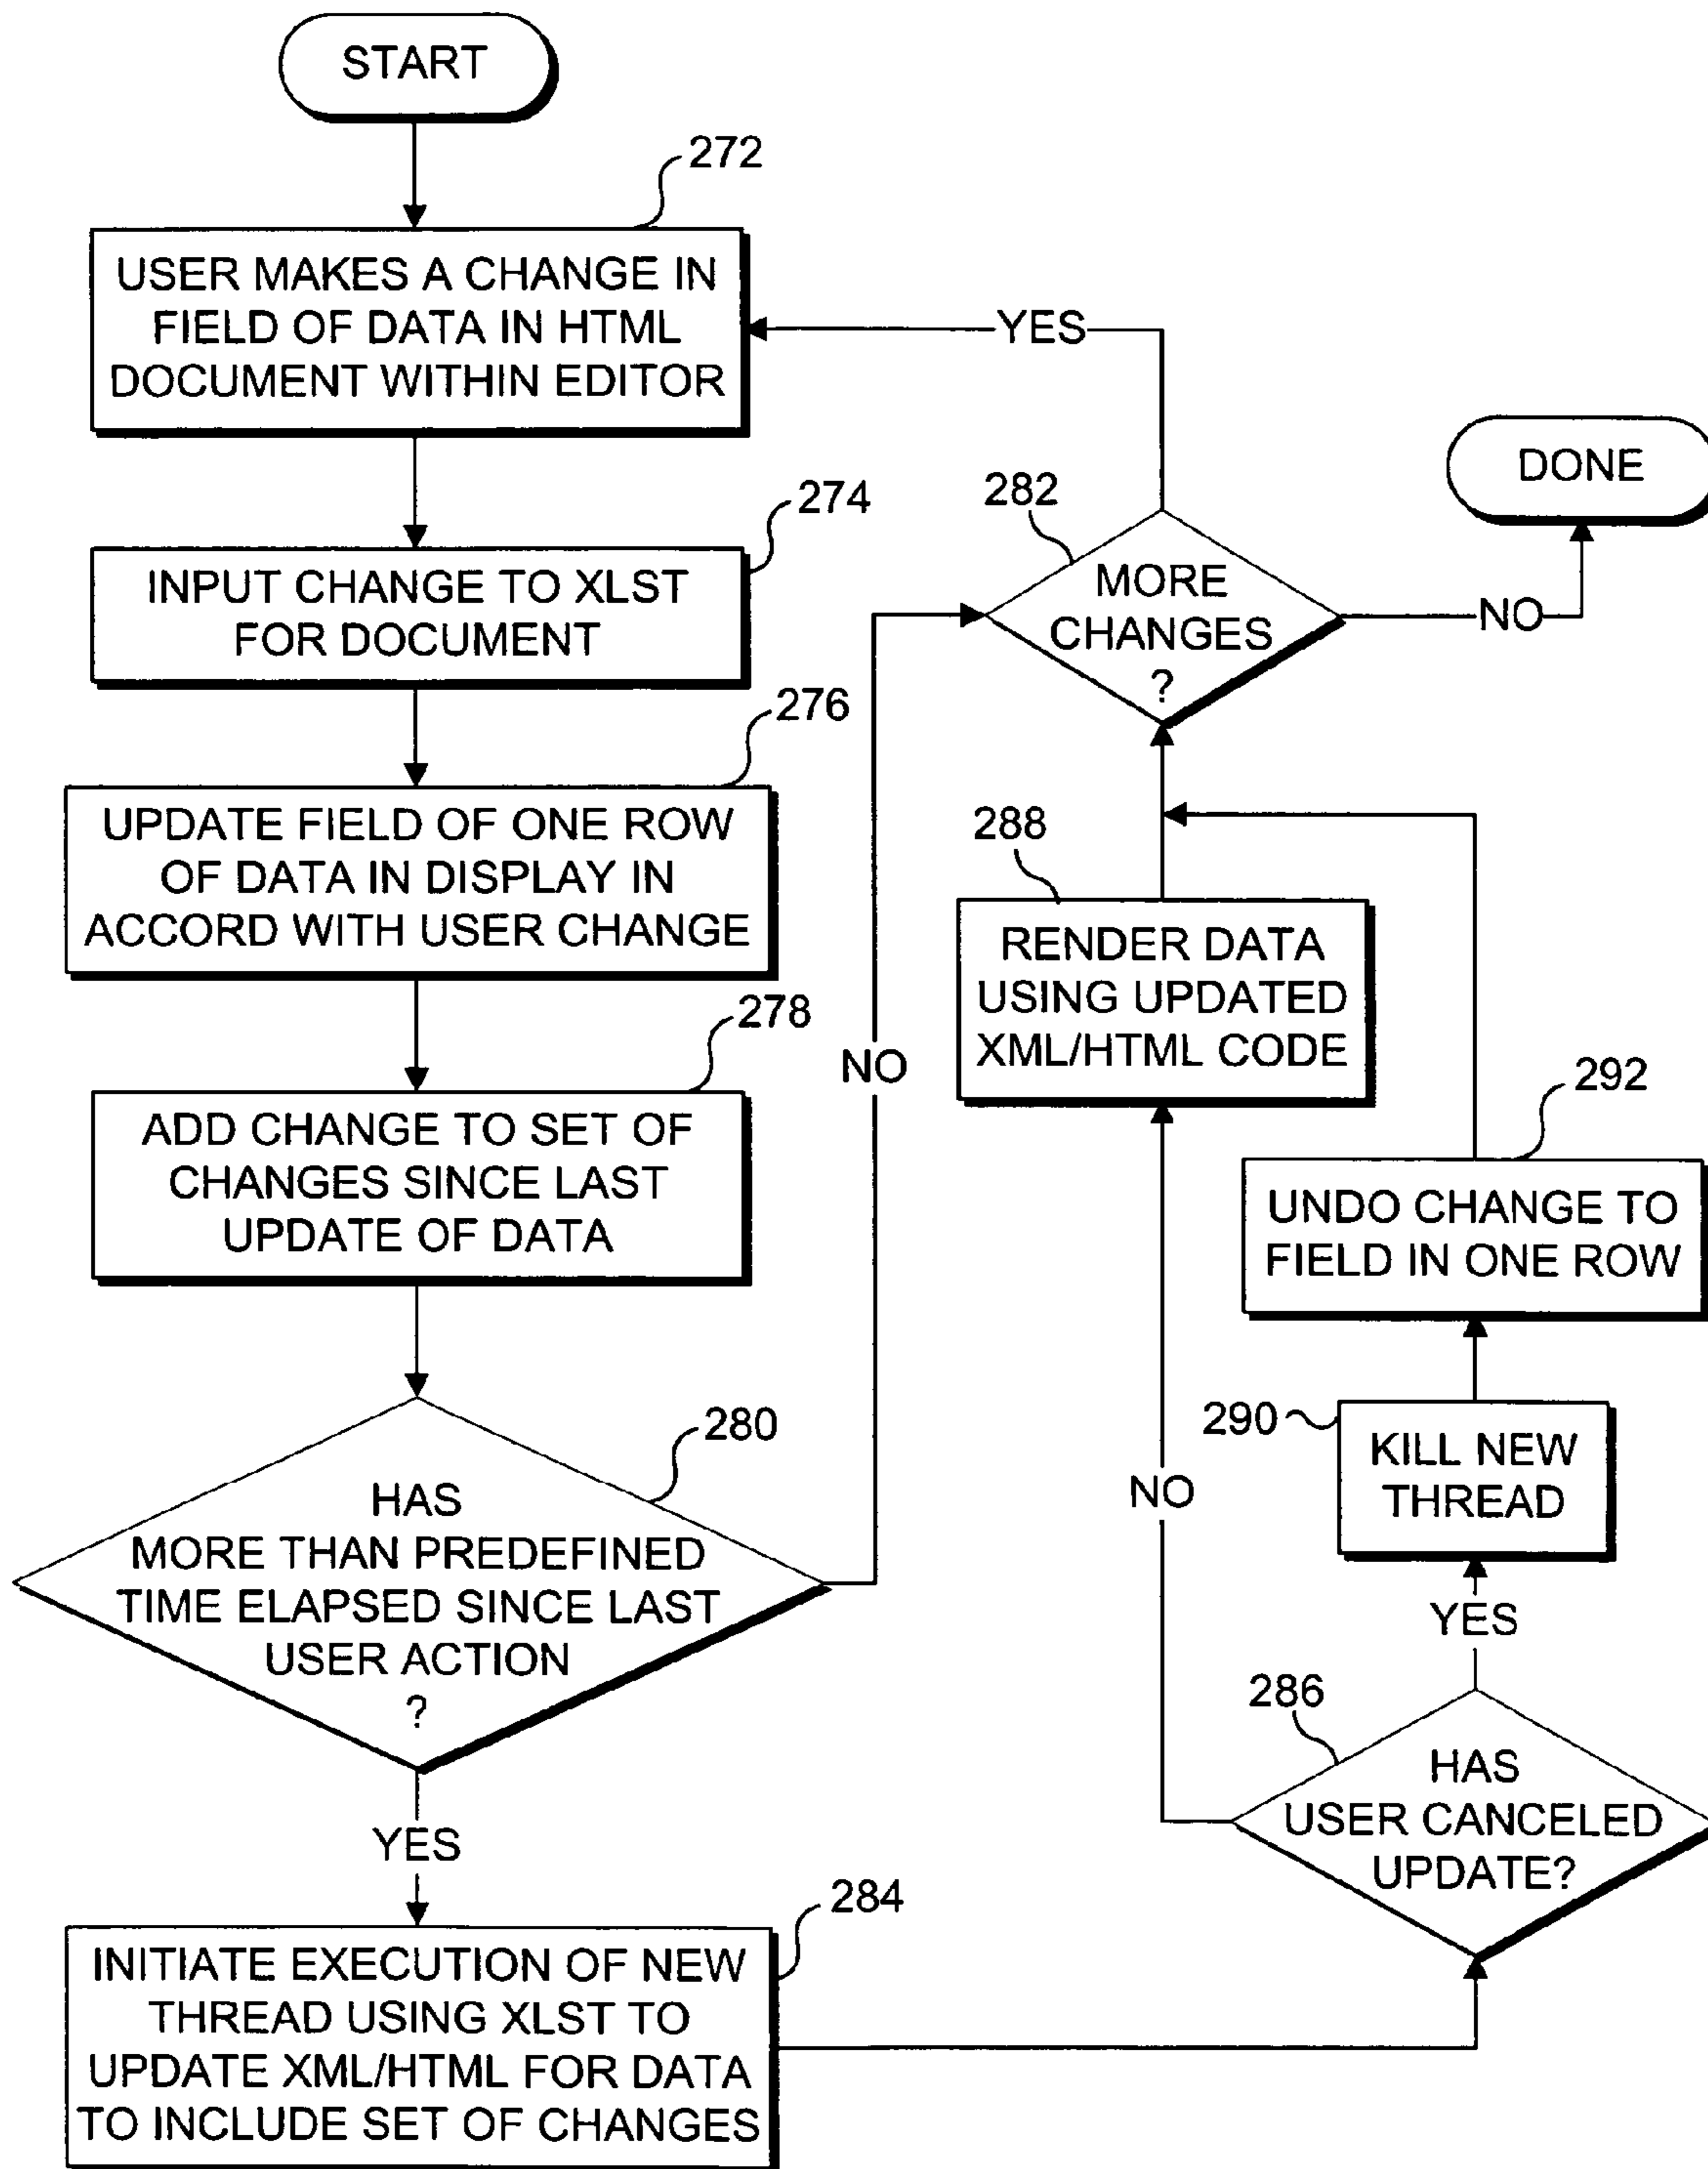 START
272
USER MAKES A CHANGE IN
FIELD OF DATA IN HTML
DOCUMENT WITHIN EDITOR
YES
DONE
274
282
INPUT CHANGE TO XLST
FOR DOCUMENT
MORE
CHANGES
?
NO
276
UPDATE FIELD OF ONE ROW
OF DATA IN DISPLAY IN
ACCORD WITH USER CHANGE
288
RENDER DATA
USING UPDATED
XML/HTML CODE
278
NO
292
ADD CHANGE TO SET OF
CHANGES SINCE LAST
UPDATE OF DATA
UNDO CHANGE TO
FIELD IN ONE ROW
280
HAS
MORE THAN PREDEFINED
TIME ELAPSED SINCE LAST
USER ACTION
?
290
KILL NEW
THREAD
NO
YES
286
HAS
USER CANCELED
UPDATE?
YES
284
INITIATE EXECUTION OF NEW
THREAD USING XLST TO
UPDATE XML/HTML FOR DATA
TO INCLUDE SET OF CHANGES